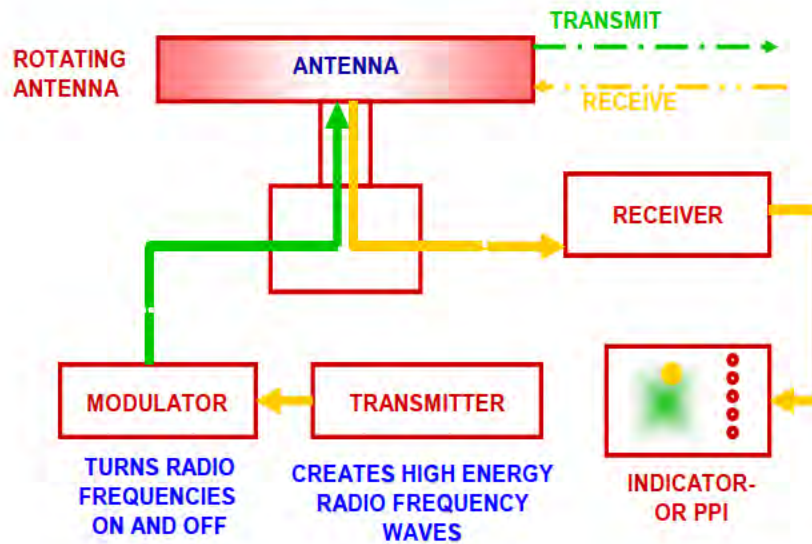 TRANSMIT
ROTATING
ANTENNA
ANTENNA
RECEIVE
RECEIVER
MODULATOR
TRANSMITTER
TURNS RADIO
FREQUENCIES
ON AND OFF
CREATES HIGH ENERGY
RADIO FREQUENCY
WAVES
INDICATOR-
OR PPI